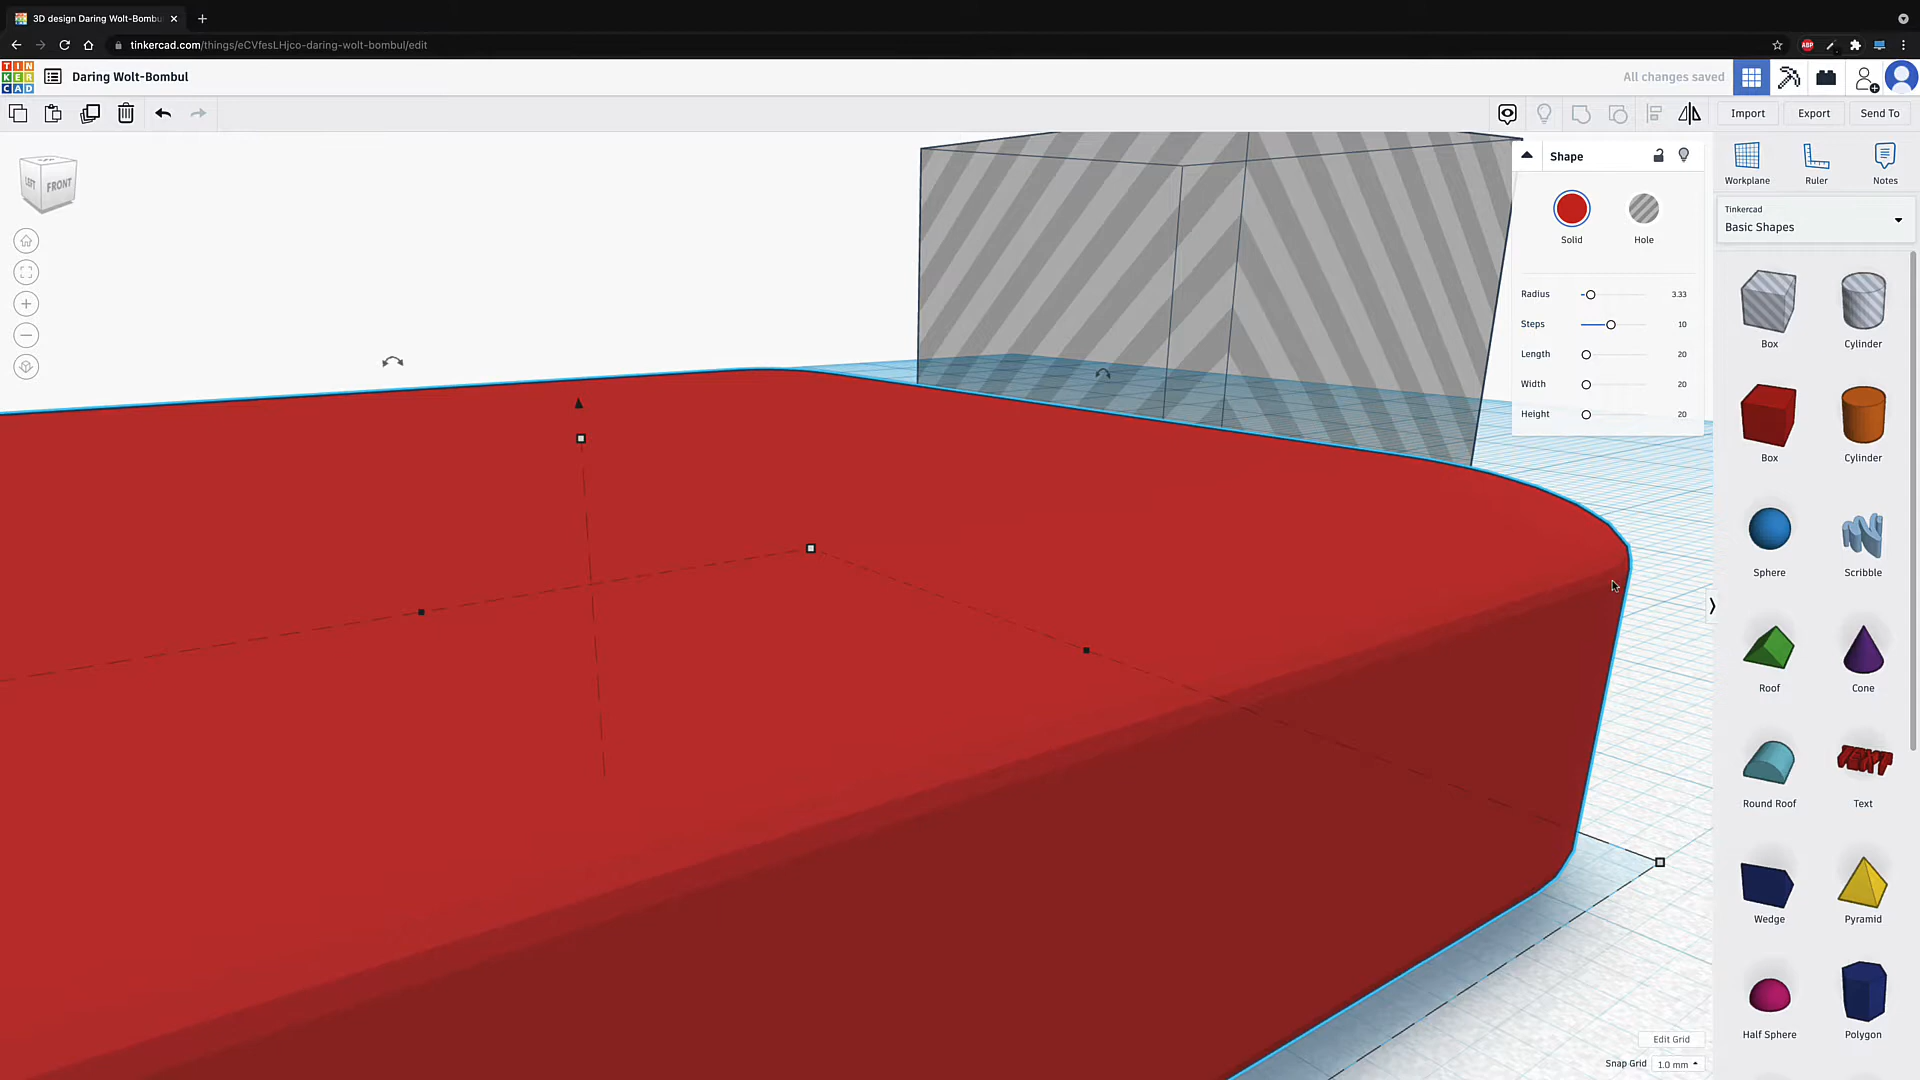 3D design Daring Wolt-Bombu
tinkercad.com/things/eCVfesLHjco-daring-wolt-bombul/edit
ABP
TIN
KER
CAD
Daring Wolt-Bombul
All changes saved
Import
Export
Send To
LEFT
FRONT
Shape
Solid
Hole
Radius
3.33
Steps
10
Length
20
Width
20
Height
20
Workplane
Ruler
Notes
Tinkercad
Basic Shapes
Box
Cylinder
Box
Cylinder
Sphere
Scribble
Roof
Cone
TEXT
Round Roof
Text
Wedge
Pyramid
Half Sphere
Polygon
Edit Grid
Snap Grid
1.0 mm